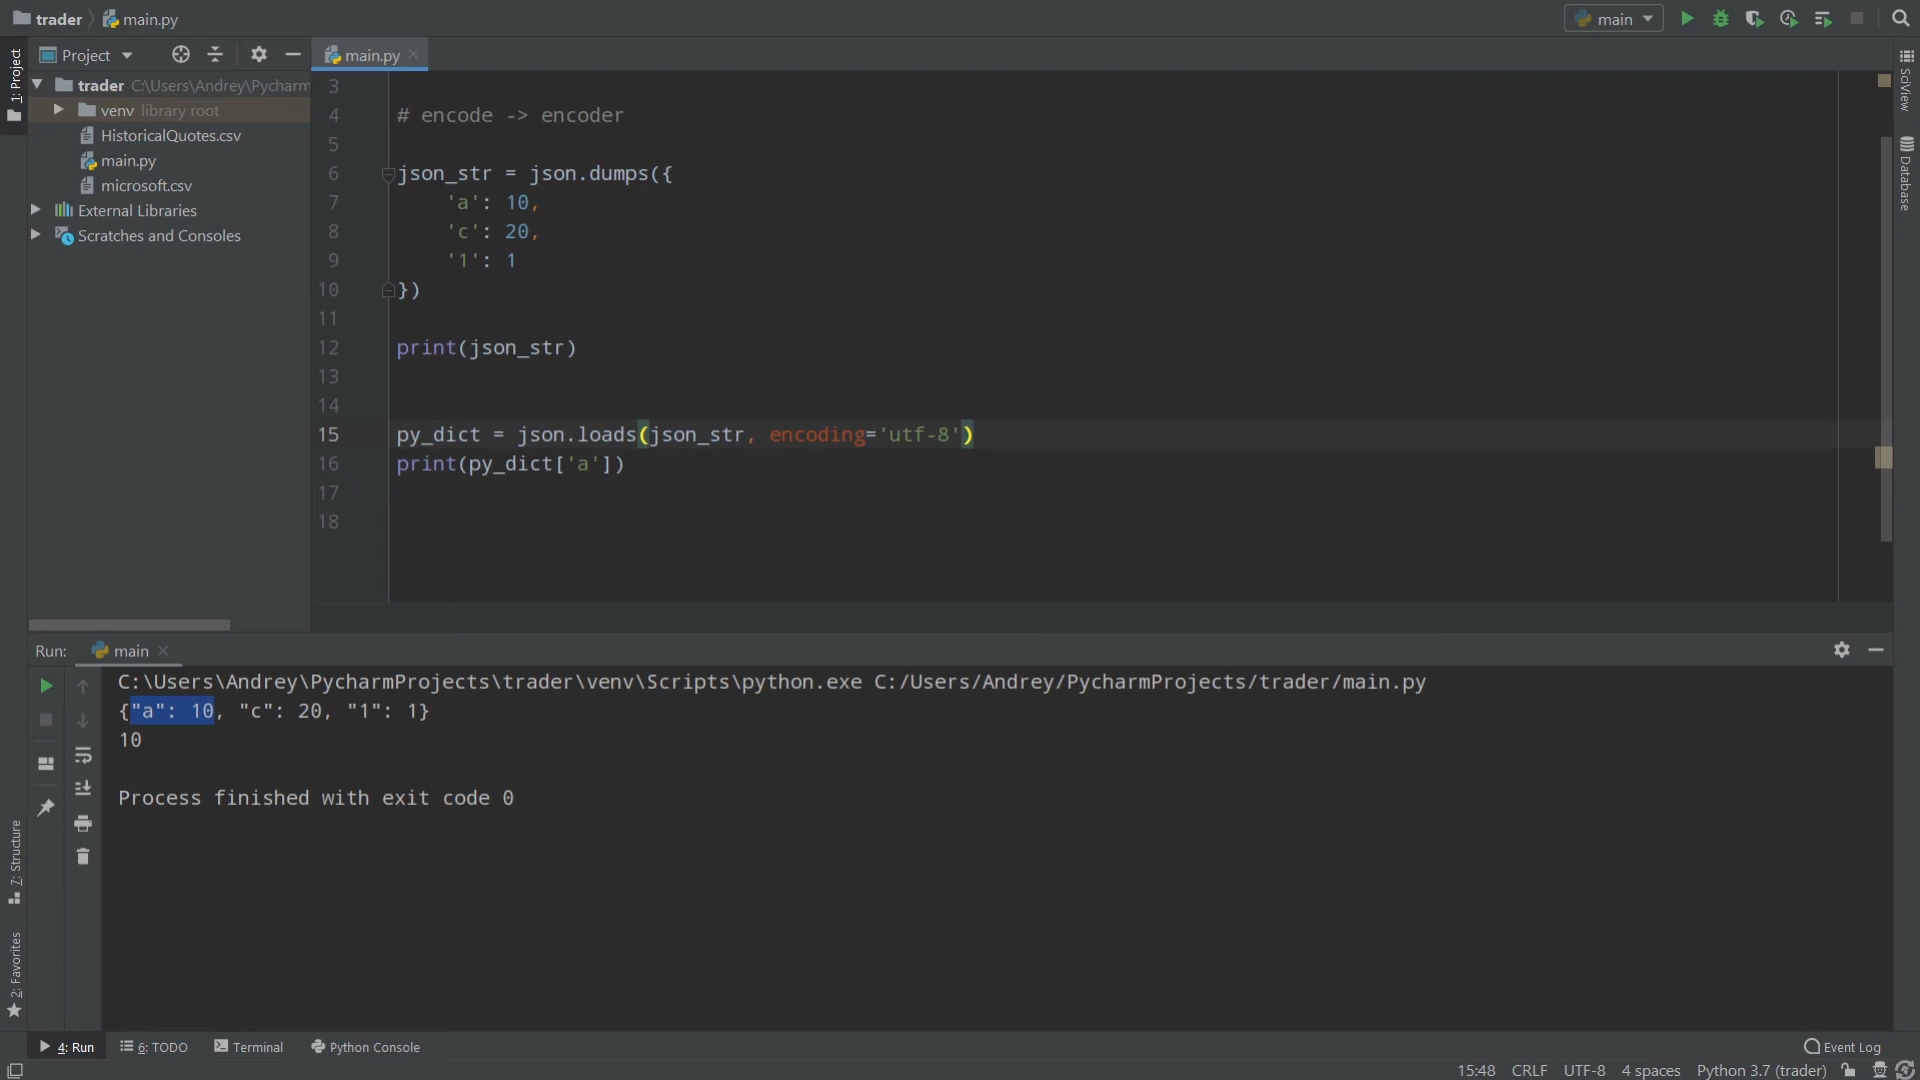 trader main.py
main
Project
main.py
1: Project
trader C:\Users\Andrey\Pycharm
venv library root
HistoricalQuotes.csv
main.py
microsoft.csv
External Libraries
Scratches and Consoles
3
4 # encode -> encoder
5
6 json_str = json.dumps({
7 'a': 10,
8 'c': 20,
9 '1': 1
10 })
11
12 print(json_str)
13
14
15 py_dict = json.loads(json_str, encoding='utf-8')
16 print(py_dict['a'])
17
18
SciView
Database
Run: main
C:\Users\Andrey\PycharmProjects\trader\venv\Scripts\python.exe C:/Users/Andrey/PycharmProjects/trader/main.py
{"a": 10, "c": 20, "1": 1}
10
Process finished with exit code 0
7: Structure
2: Favorites
4: Run 6: TODO Terminal Python Console Event Log
15:48 CRLF UTF-8 4 spaces Python 3.7 (trader)